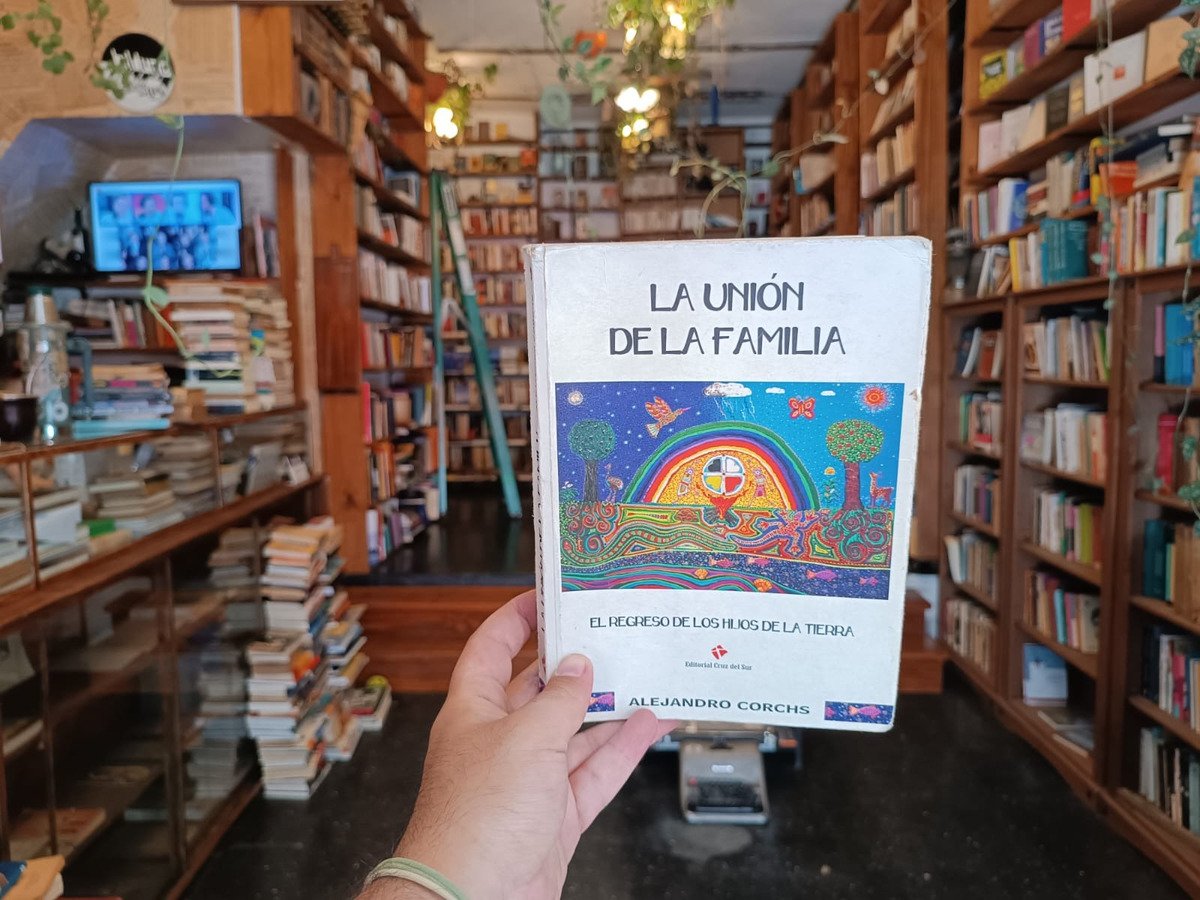 LA UNIÓN
DE LA FAMILIA
EL REGRESO DE LOS HIJOS DE LA TIERRA
Editorial Cruz del Sur
ALEJANDRO CORCHS